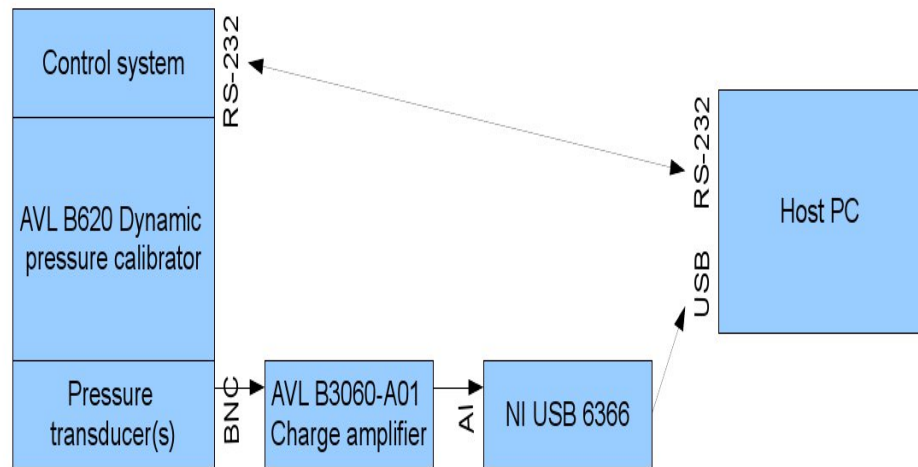 Control system
RS-232
AVL B620 Dynamic
pressure calibrator
Pressure
transducer(s)
BNC
AVL B3060-A01
Charge amplifier
AI
NI USB 6366
USB
RS-232
Host PC